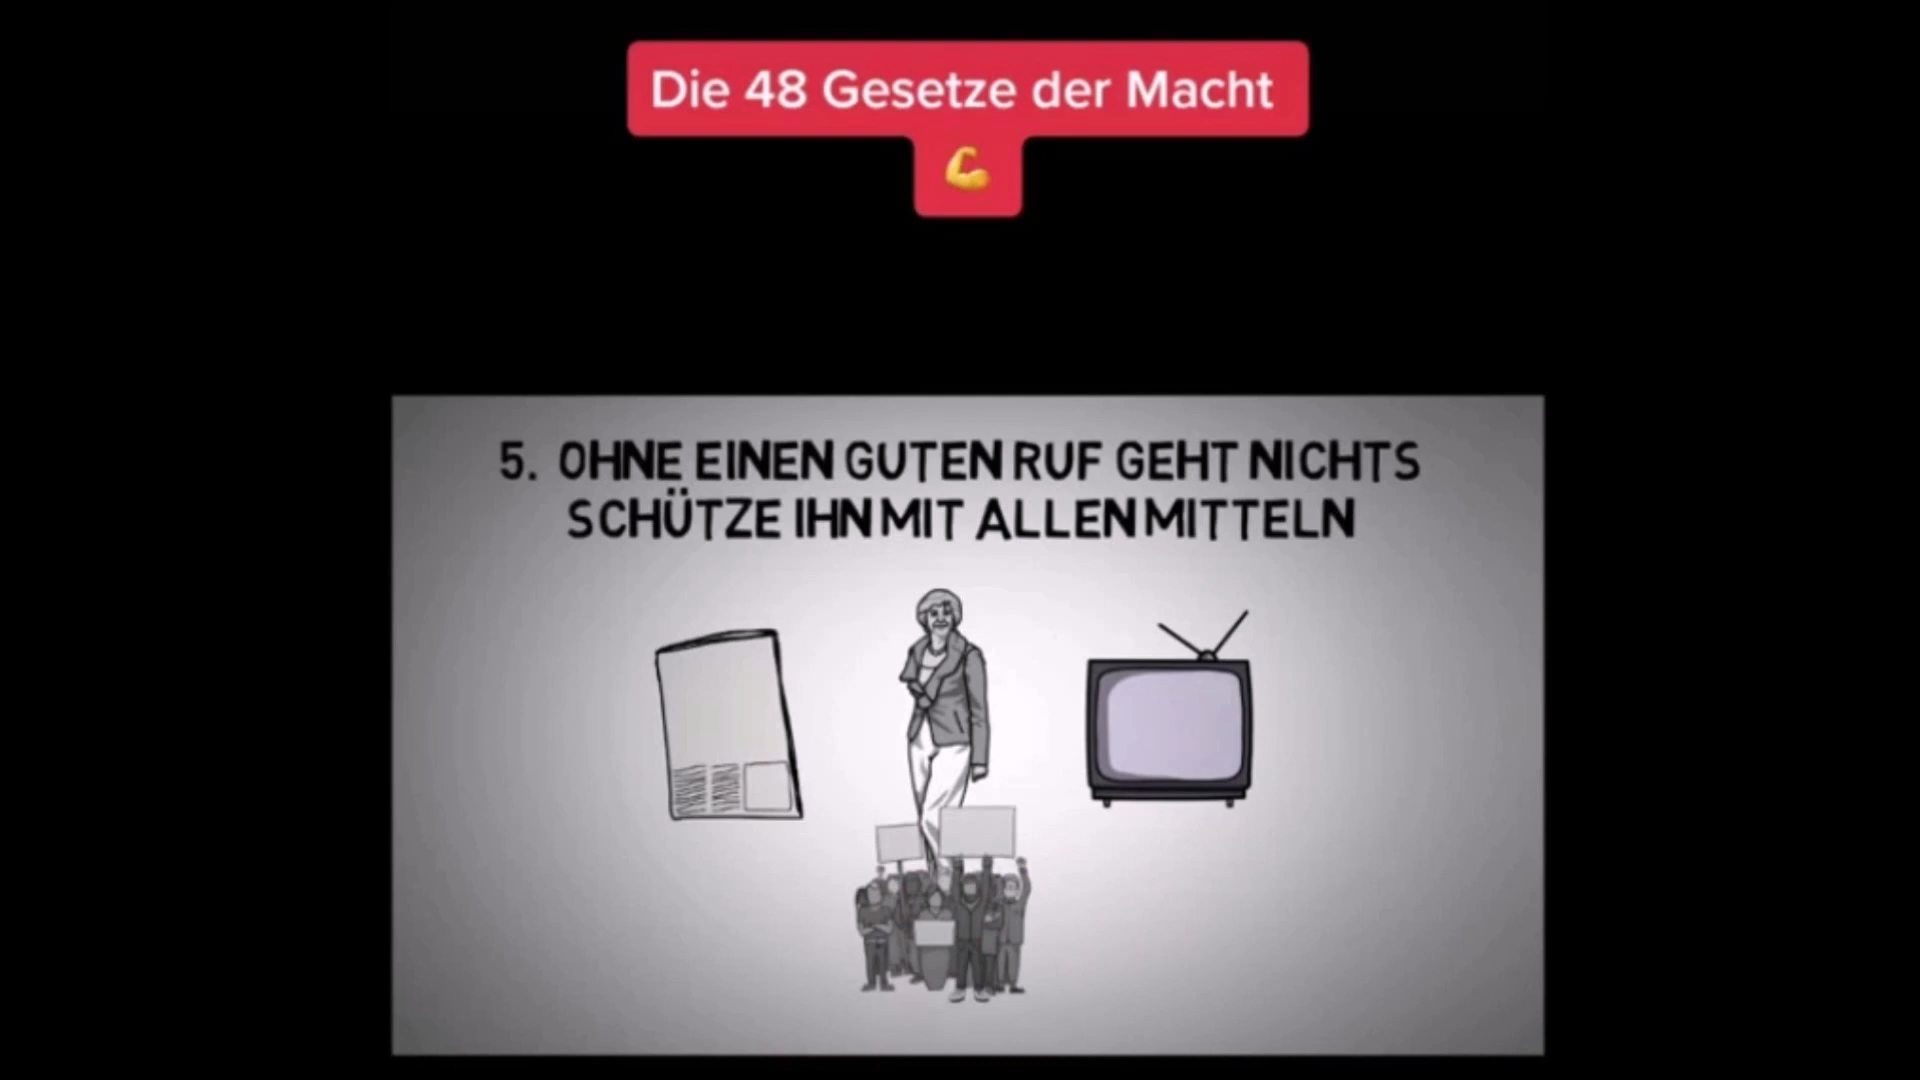 Die 48 Gesetze der Macht
💪
5. OHNE EINEN GUTEN RUF GEHT NICHTS
SCHÜTZE IHN MIT ALLEN MITTELN